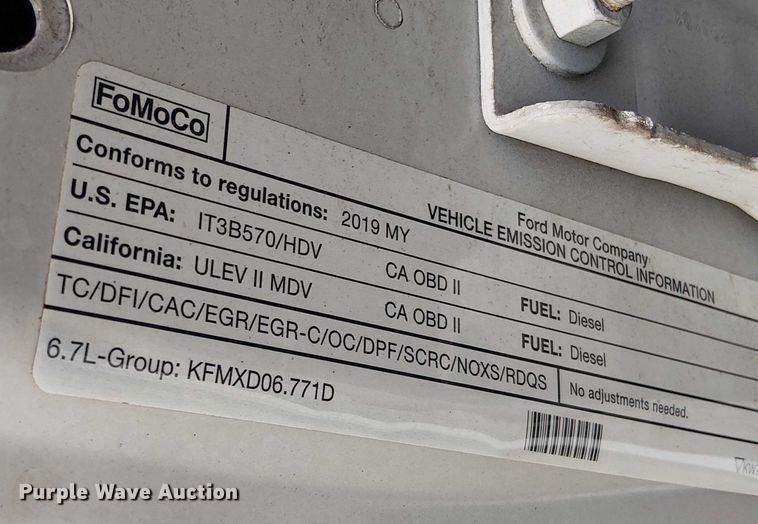 FoMoCo
Ford Motor Company
VEHICLE EMISSION CONTROL INFORMATION
Conforms to regulations: 2019 MY
U.S. EPA: IT3B570/HDV CA OBD II FUEL: Diesel
California: ULEV II MDV CA OBD II FUEL: Diesel
TC/DFI/CAC/EGR/EGR-C/OC/DPF/SCRC/NOXS/RDQS No adjustments needed.
6.7L-Group: KFMXD06.771D
Purple Wave Auction